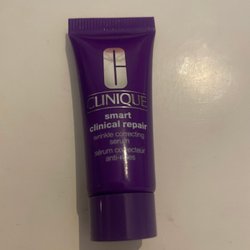 CLINIQUE
smart
clinical repair
wrinkle correcting
serum
sérum correcteur
anti-rides